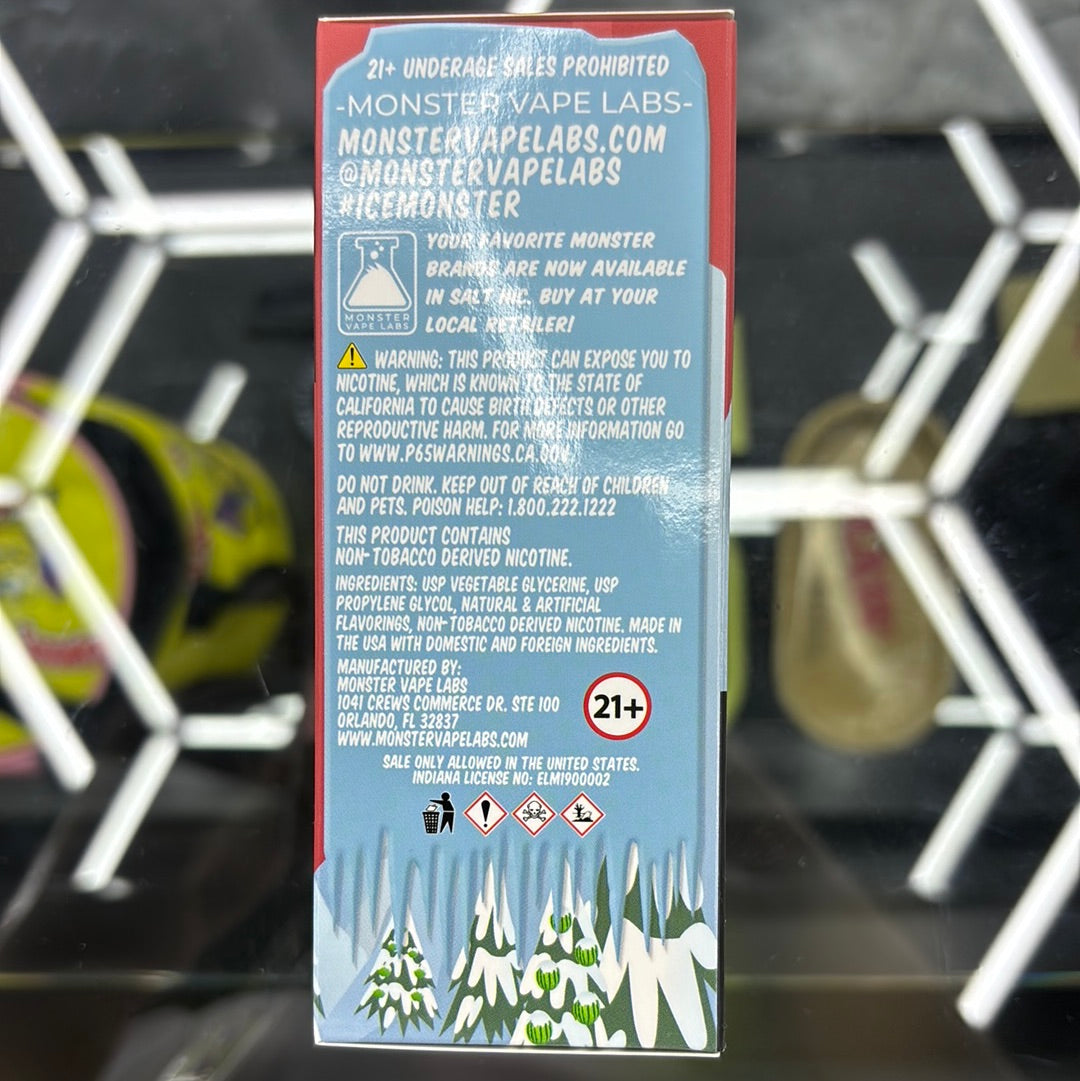 21+ UNDERAGE SALES PROHIBITED
-MONSTER VAPE LABS-
MONSTERVAPELABS.COM
@MONSTERVAPELABS
#ICEMONSTER
YOUR FAVORITE MONSTER
BRANDS ARE NOW AVAILABLE
IN SALT NIC. BUY AT YOUR
LOCAL RETAILER!
MONSTER
VAPE LABS
WARNING: THIS PRODUCT CAN EXPOSE YOU TO
NICOTINE, WHICH IS KNOWN TO THE STATE OF
CALIFORNIA TO CAUSE BIRTH DEFECTS OR OTHER
REPRODUCTIVE HARM. FOR MORE INFORMATION GO
TO WWW.P65WARNINGS.CA.GOV
DO NOT DRINK. KEEP OUT OF REACH OF CHILDREN
AND PETS. POISON HELP: 1.800.222.1222
THIS PRODUCT CONTAINS
NON-TOBACCO DERIVED NICOTINE.
INGREDIENTS: USP VEGETABLE GLYCERINE, USP
PROPYLENE GLYCOL, NATURAL & ARTIFICIAL
FLAVORINGS, NON-TOBACCO DERIVED NICOTINE. MADE IN
THE USA WITH DOMESTIC AND FOREIGN INGREDIENTS.
MANUFACTURED BY:
MONSTER VAPE LABS
1041 CREWS COMMERCE DR. STE 100
ORLANDO, FL 32837
WWW.MONSTERVAPELABS.COM
21+
SALE ONLY ALLOWED IN THE UNITED STATES.
INDIANA LICENSE NO: ELM1900002